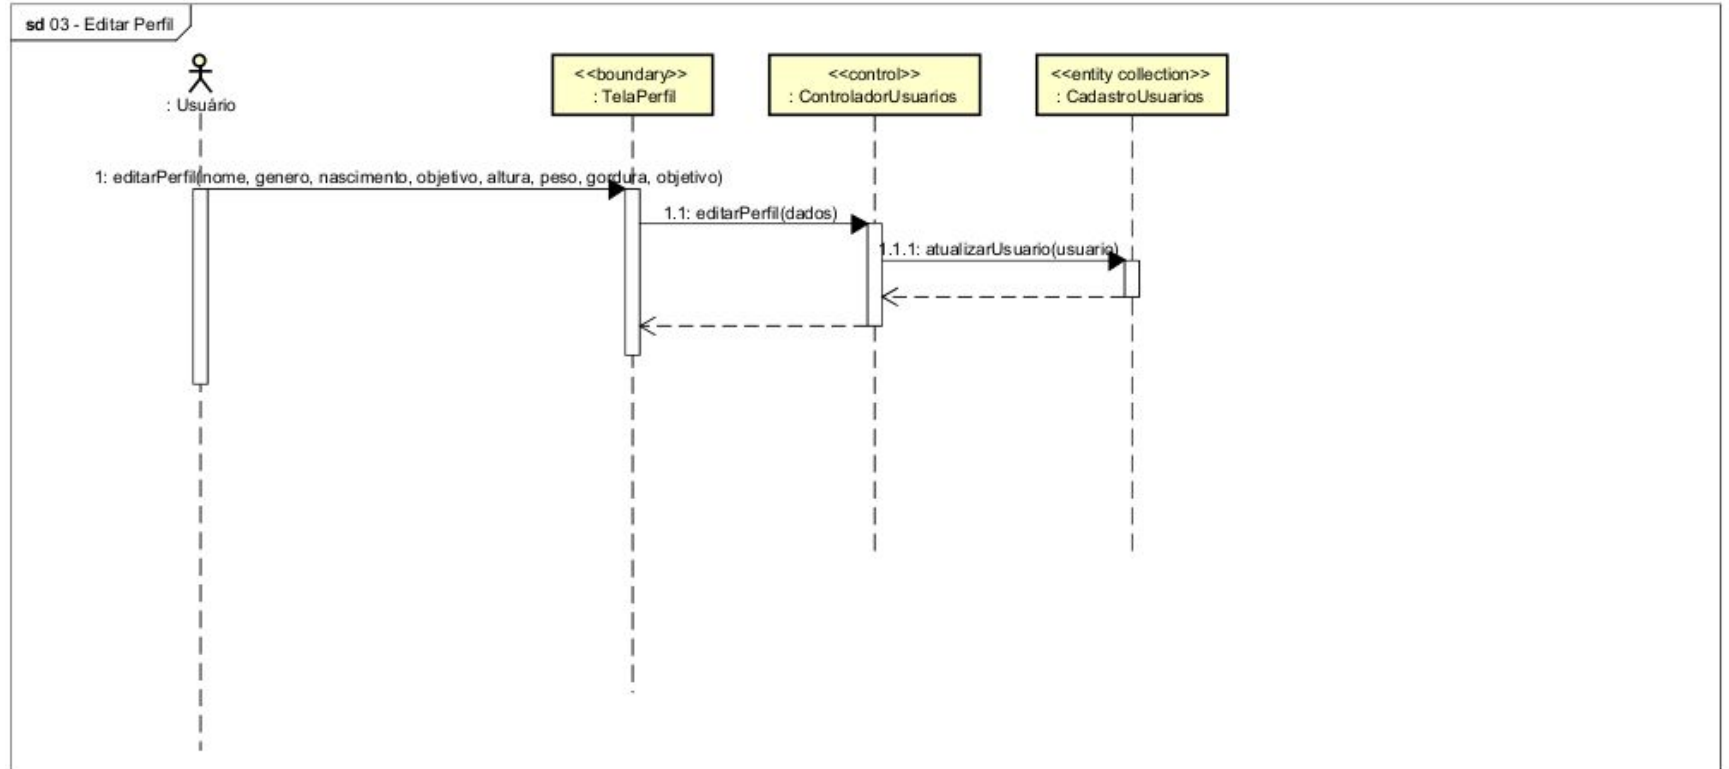 sd 03 - Editar Perfil
: Usuário
<<boundary>>
: TelaPerfil
<<control>>
: ControladorUsuarios
<<entity collection>>
: CadastroUsuarios
1: editarPerfil(nome, genero, nascimento, objetivo, altura, peso, gordura, objetivo)
1.1: editarPerfil(dados)
1.1.1: atualizarUsuario(usuario)